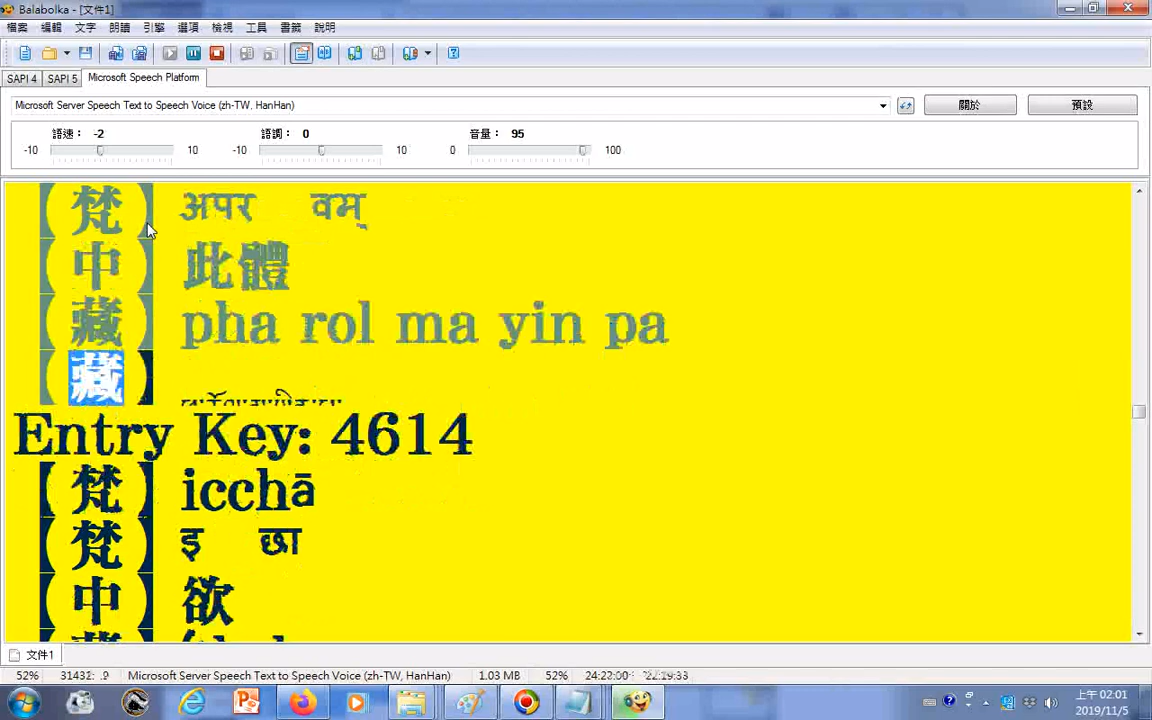 Balabolka - [文件1]
檔案 編輯 文字 朗讀 引擎 選項 檢視 工具 書籤 說明
SAPI 4 SAPI 5 Microsoft Speech Platform
Microsoft Server Speech Text to Speech Voice (zh-TW, HanHan) 關於 預設
語速： -2 語調： 0 音量： 95
-10 10 -10 10 0 100
【梵】 अपर वम्
【中】 此體
【藏】 pha rol ma yin pa
【藏】
Entry Key: 4614
【梵】 icchā
【梵】 इ छा
【中】 欲
文件1
52% Microsoft Server Speech Text to Speech Voice (zh-TW, HanHan) 1.03 MB 52%
上午 02:01
2019/11/5